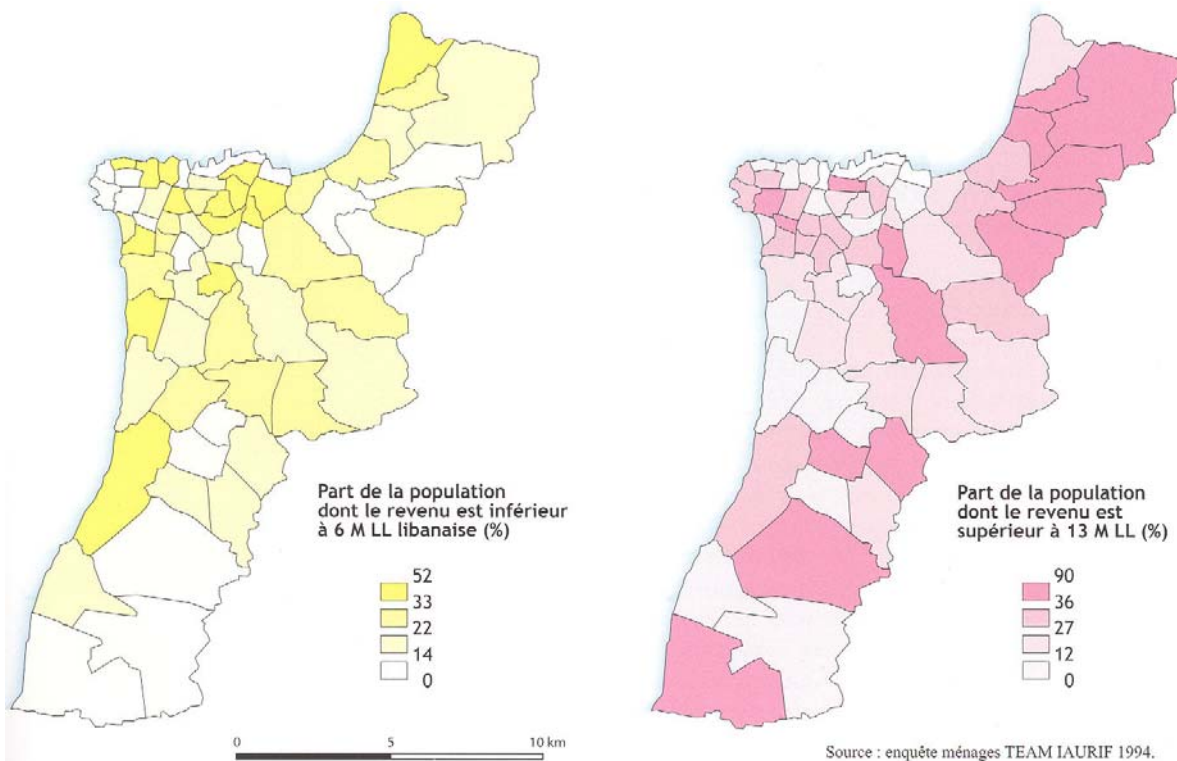 Part de la population
dont le revenu est inférieur
à 6 M LL libanaise (%)
52
33
22
14
0
Part de la population
dont le revenu est
supérieur à 13 M LL (%)
90
36
27
12
0
0 5 10 km
Source : enquête ménages TEAM IAURIF 1994.